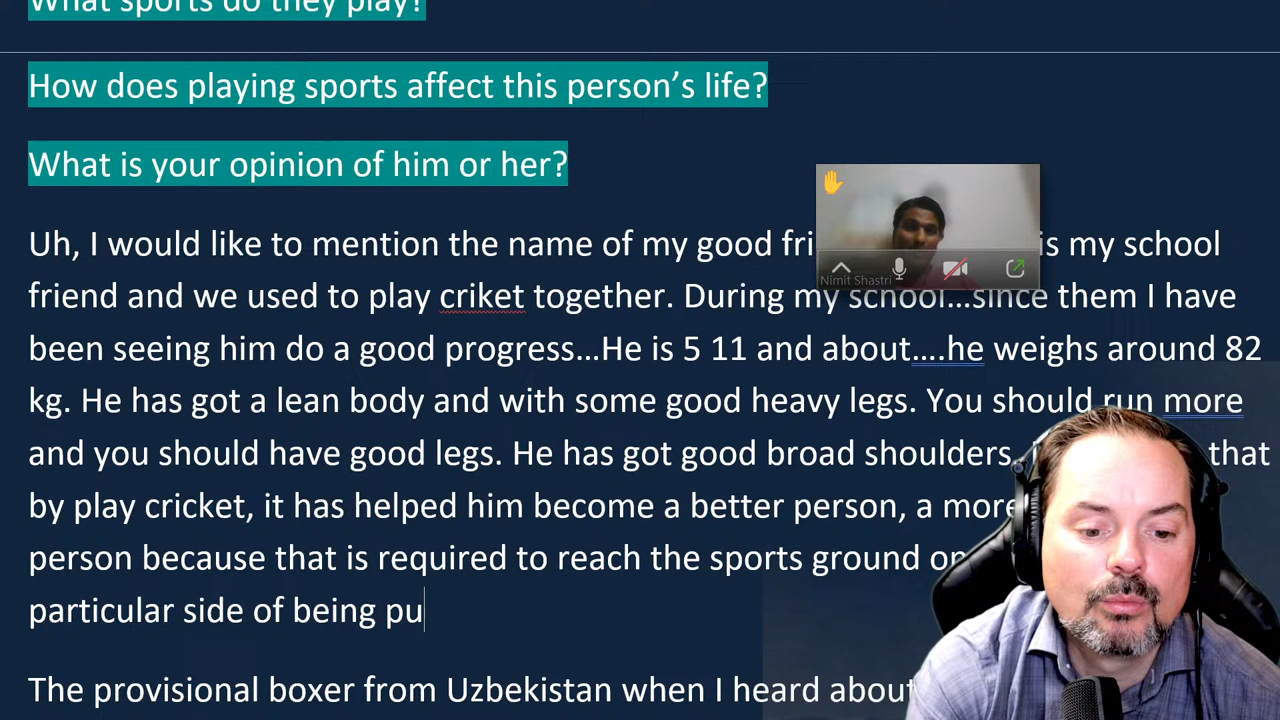 What sports do they play?
How does playing sports affect this person's life?
What is your opinion of him or her?
Uh, I would like to mention the name of my good is my school
friend and we used to play criket together. During my school...since them I have
been seeing him do a good progress...He is 5 11 and about....he weighs around 82
kg. He has got a lean body and with some good heavy legs. You should run more
and you should have good legs. He has got good broad shoulders. that
by play cricket, it has helped him become a better person, a more
person because that is required to reach the sports ground
particular side of being pu
The provisional boxer from Uzbekistan when I heard about
Nimit Shastri